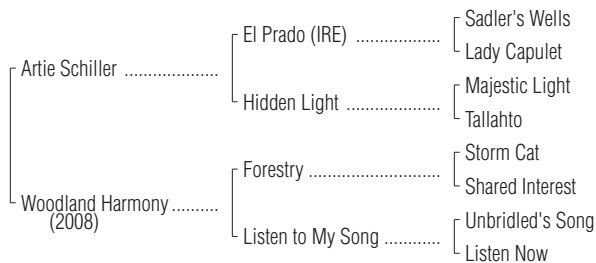 Sadler's Wells
El Prado (IRE) ..................
Lady Capulet
Artie Schiller ....................
Majestic Light
Hidden Light ....................
Tallahto
Storm Cat
Forestry ............................
Shared Interest
Woodland Harmony ..........
(2008)
Unbridled's Song
Listen to My Song ............
Listen Now